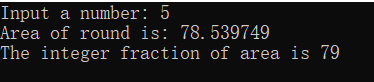 Input a number: 5
Area of round is: 78.539749
The integer fraction of area is 79